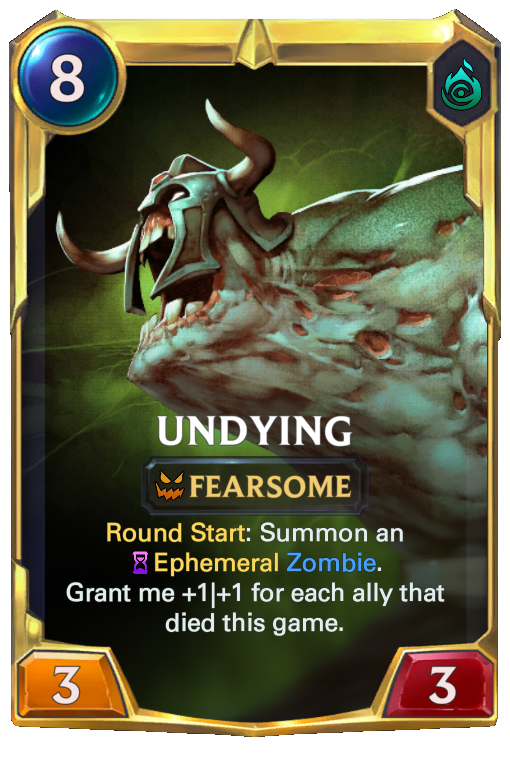 8
UNDYING
FEARSOME
Round Start: Summon an
Ephemeral Zombie.
Grant me +1|+1 for each ally that
died this game.
3
3